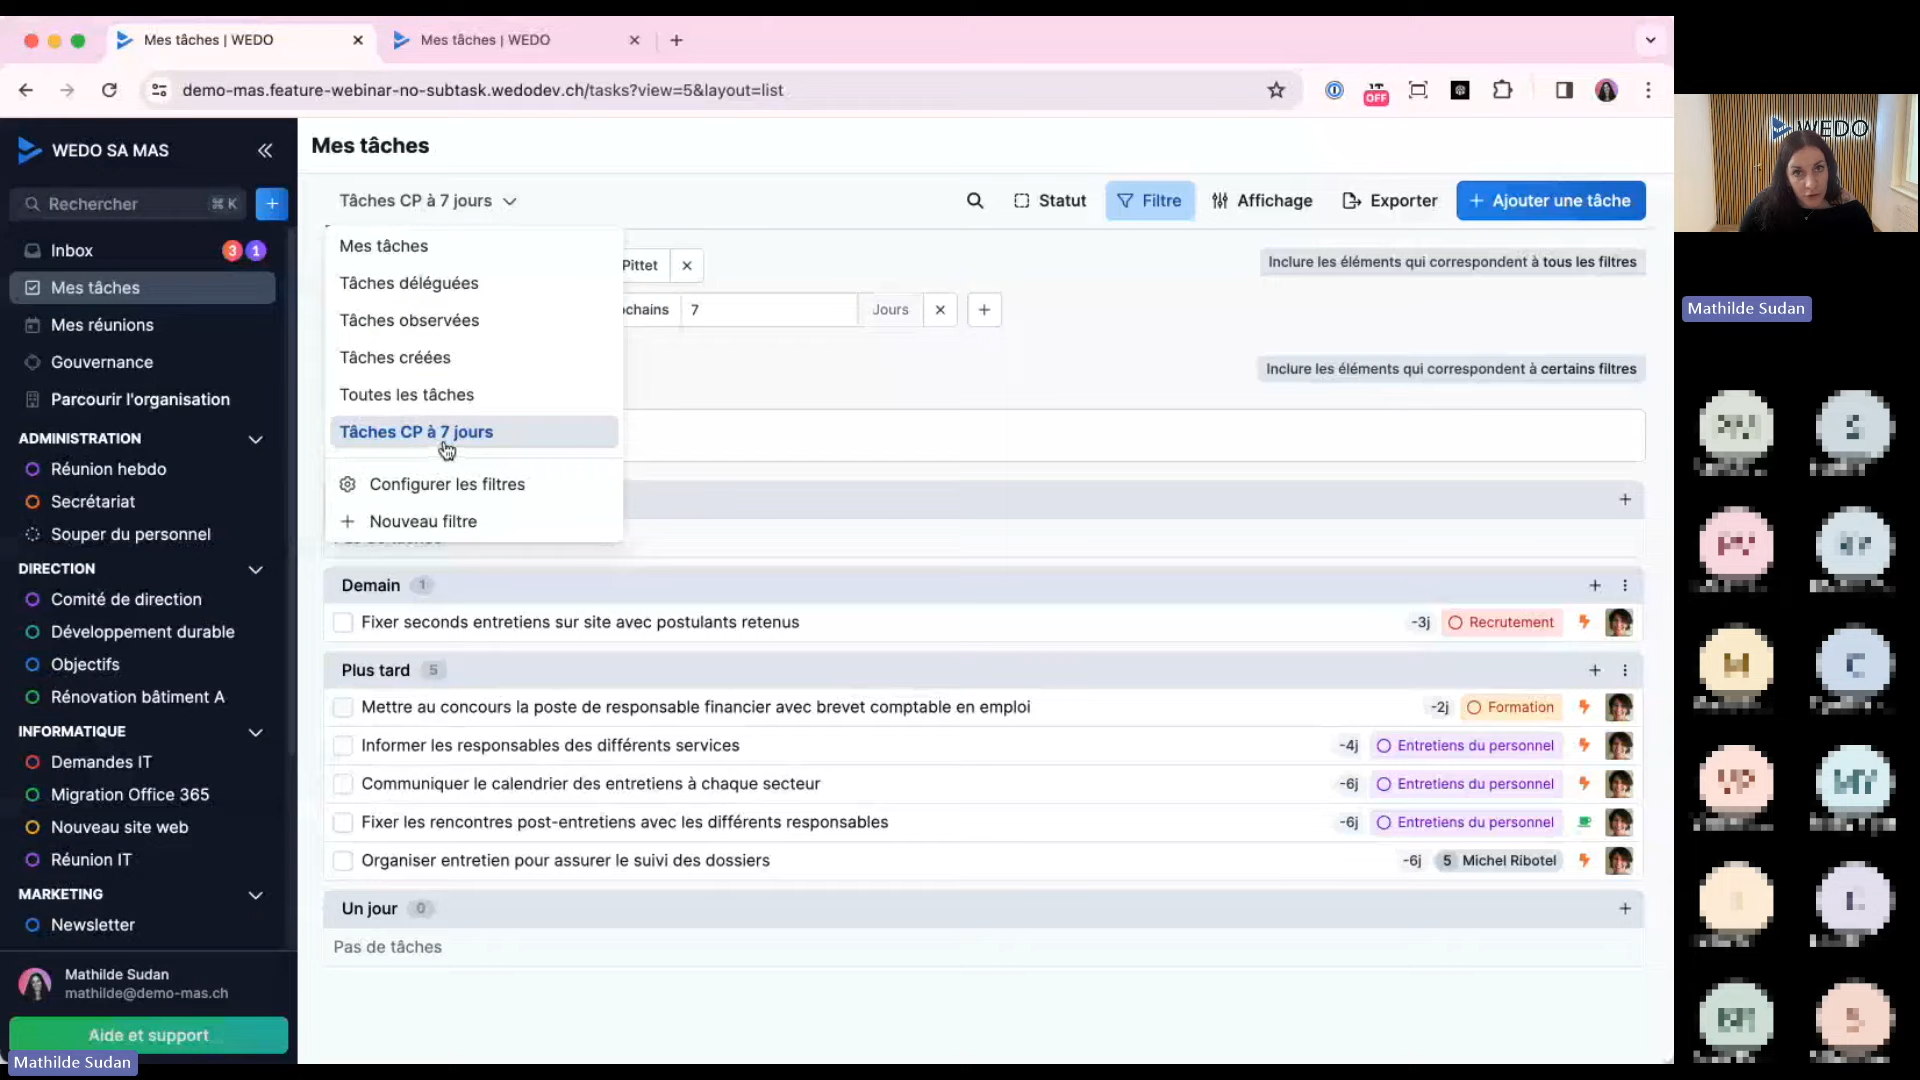 Mes tâches | WEDO
Mes tâches | WEDO
demo-mas.feature-webinar-no-subtask.wedodev.ch/tasks?view=5&layout=list
OFF
WEDO SA MAS
Rechercher
⌘ K
Inbox
3
1
Mes tâches
Mes réunions
Gouvernance
Parcourir l'organisation
ADMINISTRATION
Réunion hebdo
Secrétariat
Souper du personnel
DIRECTION
Comité de direction
Développement durable
Objectifs
Rénovation bâtiment A
INFORMATIQUE
Demandes IT
Migration Office 365
Nouveau site web
Réunion IT
MARKETING
Newsletter
Mathilde Sudan
mathilde@demo-mas.ch
Aide et support
Mathilde Sudan
Mes tâches
Tâches CP à 7 jours
Statut
Filtre
Affichage
Exporter
+ Ajouter une tâche
Mes tâches
Tâches déléguées
Tâches observées
Tâches créées
Toutes les tâches
Tâches CP à 7 jours
Configurer les filtres
Nouveau filtre
Pittet
Inclure les éléments qui correspondent à tous les filtres
ochains
7
Jours
Inclure les éléments qui correspondent à certains filtres
Demain 1
Fixer seconds entretiens sur site avec postulants retenus
-3j
Recrutement
Plus tard 5
Mettre au concours la poste de responsable financier avec brevet comptable en emploi
-2j
Formation
Informer les responsables des différents services
-4j
Entretiens du personnel
Communiquer le calendrier des entretiens à chaque secteur
-6j
Entretiens du personnel
Fixer les rencontres post-entretiens avec les différents responsables
-6j
Entretiens du personnel
Organiser entretien pour assurer le suivi des dossiers
-6j
5 Michel Ribotel
Un jour 0
Pas de tâches
WEDO
Mathilde Sudan